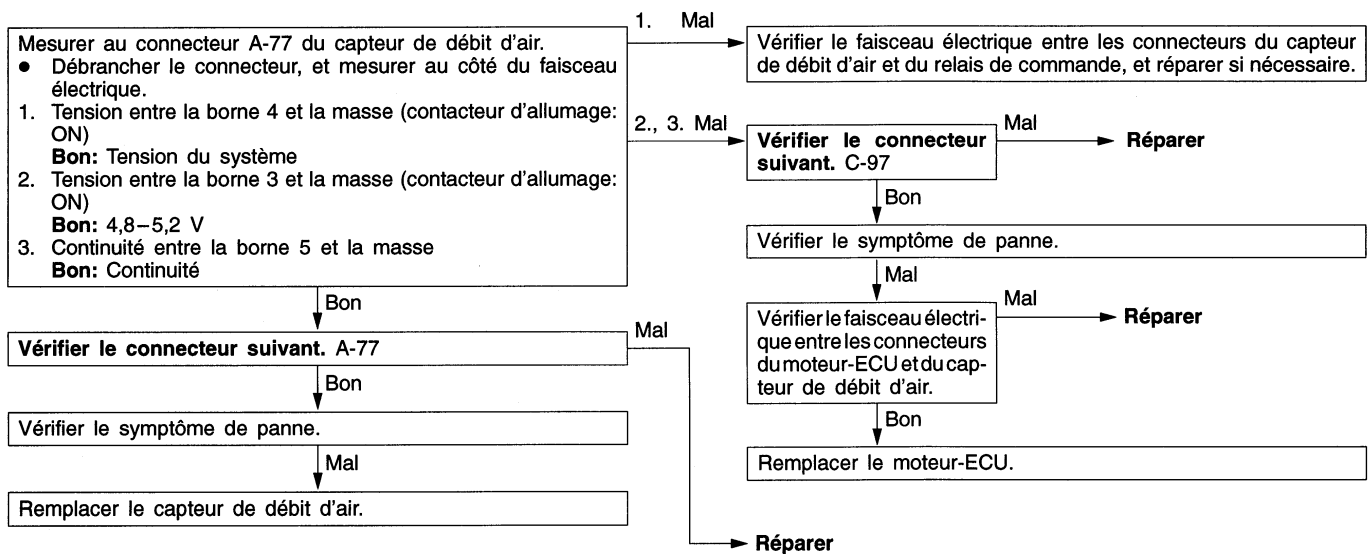 Mesurer au connecteur A-77 du capteur de débit d'air.
● Débrancher le connecteur, et mesurer au côté du faisceau
électrique.
1. Tension entre la borne 4 et la masse (contacteur d'allumage:
ON)
Bon: Tension du système
2. Tension entre la borne 3 et la masse (contacteur d'allumage:
ON)
Bon: 4,8–5,2 V
3. Continuité entre la borne 5 et la masse
Bon: Continuité
1. Mal
Vérifier le faisceau électrique entre les connecteurs du capteur
de débit d'air et du relais de commande, et réparer si nécessaire.
2., 3. Mal
Vérifier le connecteur
suivant. C-97
Mal
Réparer
Bon
Vérifier le symptôme de panne.
Mal
Vérifier le faisceau électri-
que entre les connecteurs
du moteur-ECU et du cap-
teur de débit d'air.
Mal
Réparer
Bon
Remplacer le moteur-ECU.
Bon
Vérifier le connecteur suivant. A-77
Mal
Réparer
Bon
Vérifier le symptôme de panne.
Mal
Remplacer le capteur de débit d'air.